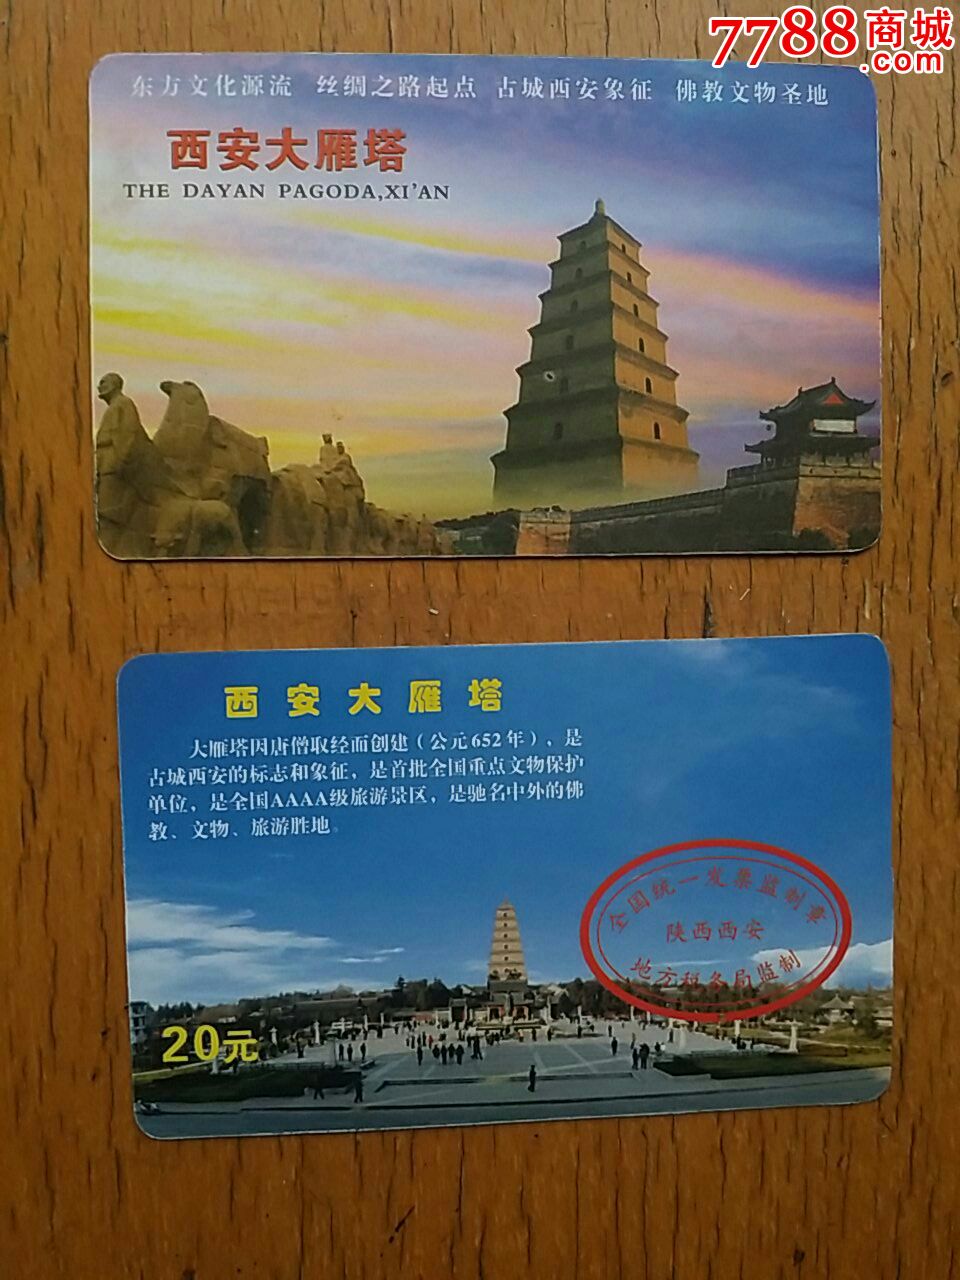 7788商城
.com
东方文化源流 丝绸之路起点 古城西安象征 佛教文物圣地
西安大雁塔
THE DAYAN PAGODA,XI'AN
西安大雁塔
大雁塔因唐僧取经而创建（公元652年），是
古城西安的标志和象征，是首批全国重点文物保护
单位，是全国AAAA级旅游景区，是驰名中外的佛
教、文物、旅游胜地。
全国统一发票监制章
陕西西安
地方税务局监制
20元